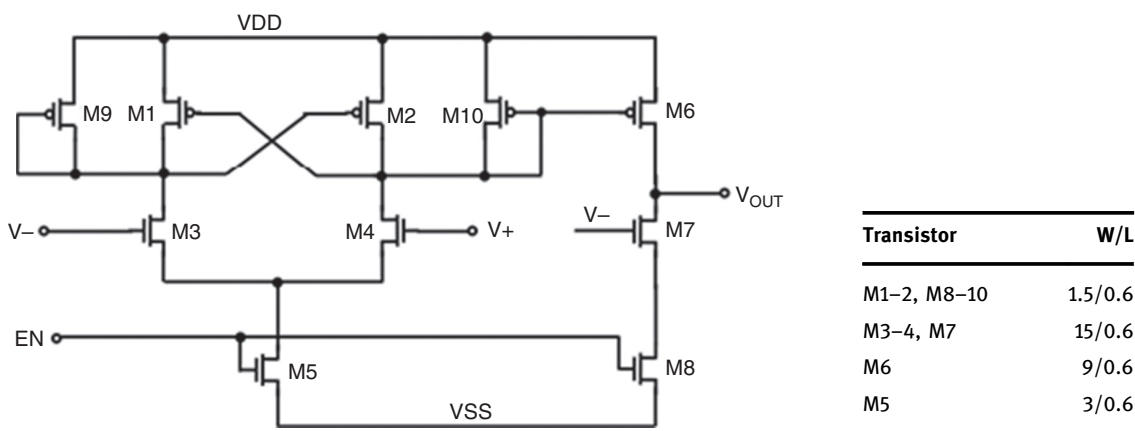 VDD
M9 M1 M2 M10 M6
V− M3 M4 V+ V− M7 VOUT
EN M5 M8
VSS
Transistor W/L
M1–2, M8–10 1.5/0.6
M3–4, M7 15/0.6
M6 9/0.6
M5 3/0.6